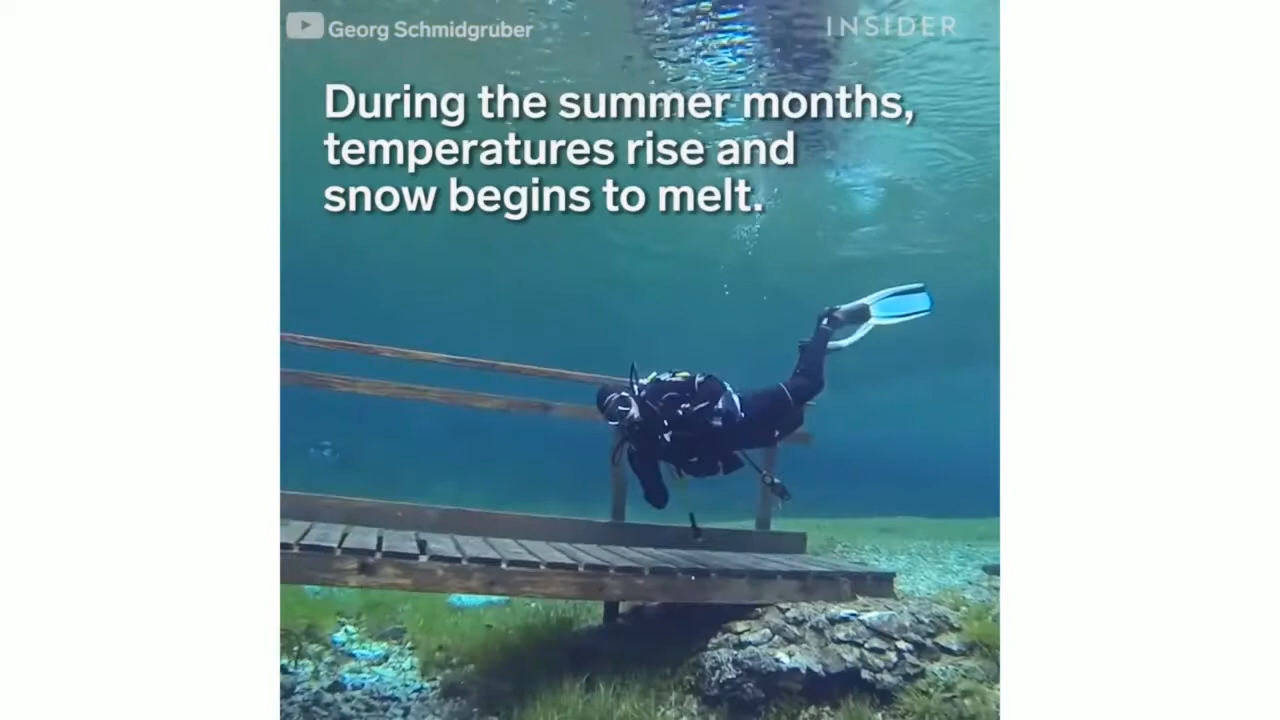 Georg Schmidgruber
INSIDER
During the summer months,
temperatures rise and
snow begins to melt.